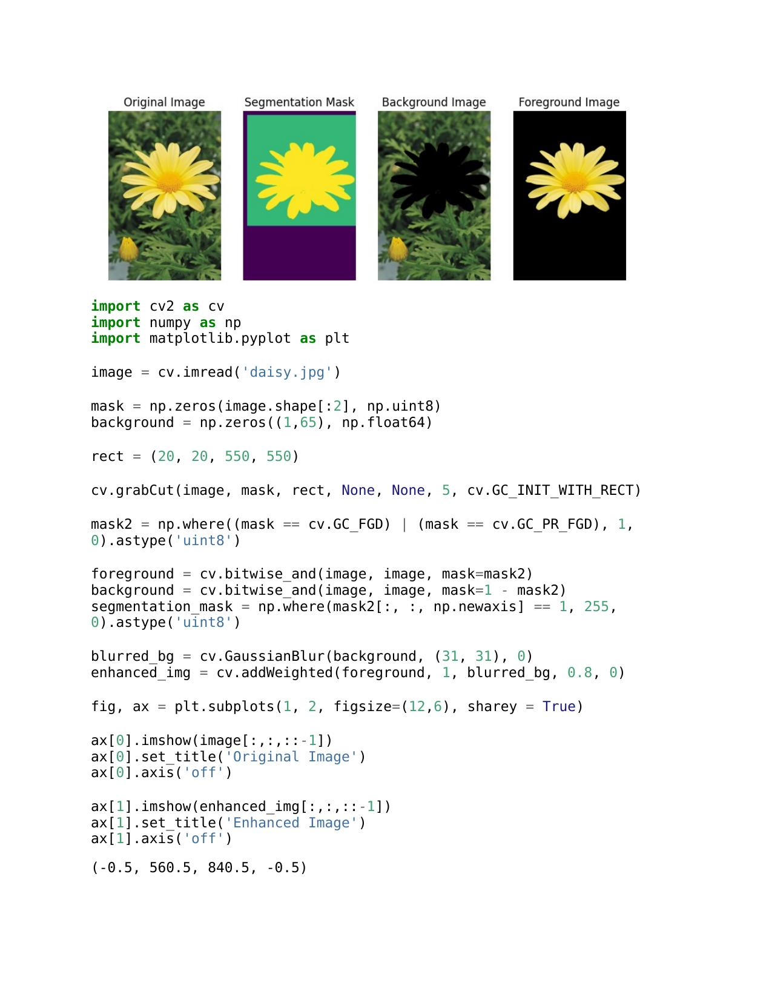 Original Image
Segmentation Mask
Background Image
Foreground Image
import cv2 as cv
import numpy as np
import matplotlib.pyplot as plt
image = cv.imread('daisy.jpg')
mask = np.zeros(image.shape[:2], np.uint8)
background = np.zeros((1,65), np.float64)
rect = (20, 20, 550, 550)
cv.grabCut(image, mask, rect, None, None, 5, cv.GC_INIT_WITH_RECT)
mask2 = np.where((mask == cv.GC_FGD) | (mask == cv.GC_PR_FGD), 1,
0).astype('uint8')
foreground = cv.bitwise_and(image, image, mask=mask2)
background = cv.bitwise_and(image, image, mask=1 - mask2)
segmentation_mask = np.where(mask2[:, :, np.newaxis] == 1, 255,
0).astype('uint8')
blurred_bg = cv.GaussianBlur(background, (31, 31), 0)
enhanced_img = cv.addWeighted(foreground, 1, blurred_bg, 0.8, 0)
fig, ax = plt.subplots(1, 2, figsize=(12,6), sharey = True)
ax[0].imshow(image[:,:,::-1])
ax[0].set_title('Original Image')
ax[0].axis('off')
ax[1].imshow(enhanced_img[:,:,::-1])
ax[1].set_title('Enhanced Image')
ax[1].axis('off')
(-0.5, 560.5, 840.5, -0.5)